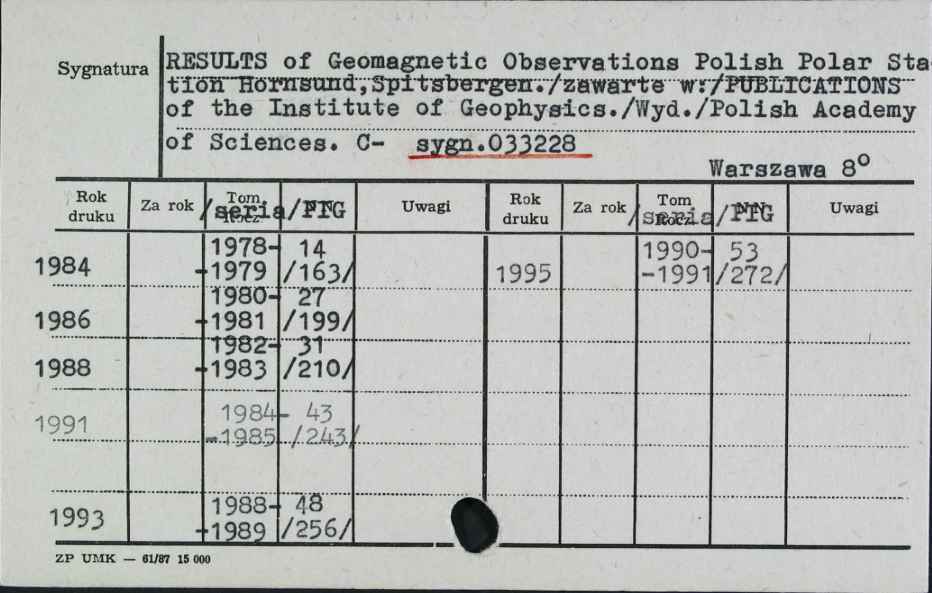 Sygnatura
RESULTS of Geomagnetic Observations Polish Polar Sta-
tion Hornsund,Spitsbergen./zawarte w:/PUBLICATIONS
of the Institute of Geophysics./Wyd./Polish Academy
of Sciences. C- sygn.033228
Warszawa 8°
Rok druku Za rok Tom /seria/ Uwagi Rok druku Za rok Tom /seria/ Uwagi
1984 1978- 14
-1979 /163/
1995 1990- 53
-1991 /272/
1986 1980- 27
-1981 /199/
1988 1982- 31
-1983 /210/
1991 1984- 43
-1985 /243/
1993 1988- 48
-1989 /256/
ZP UMK — 61/87 15 000